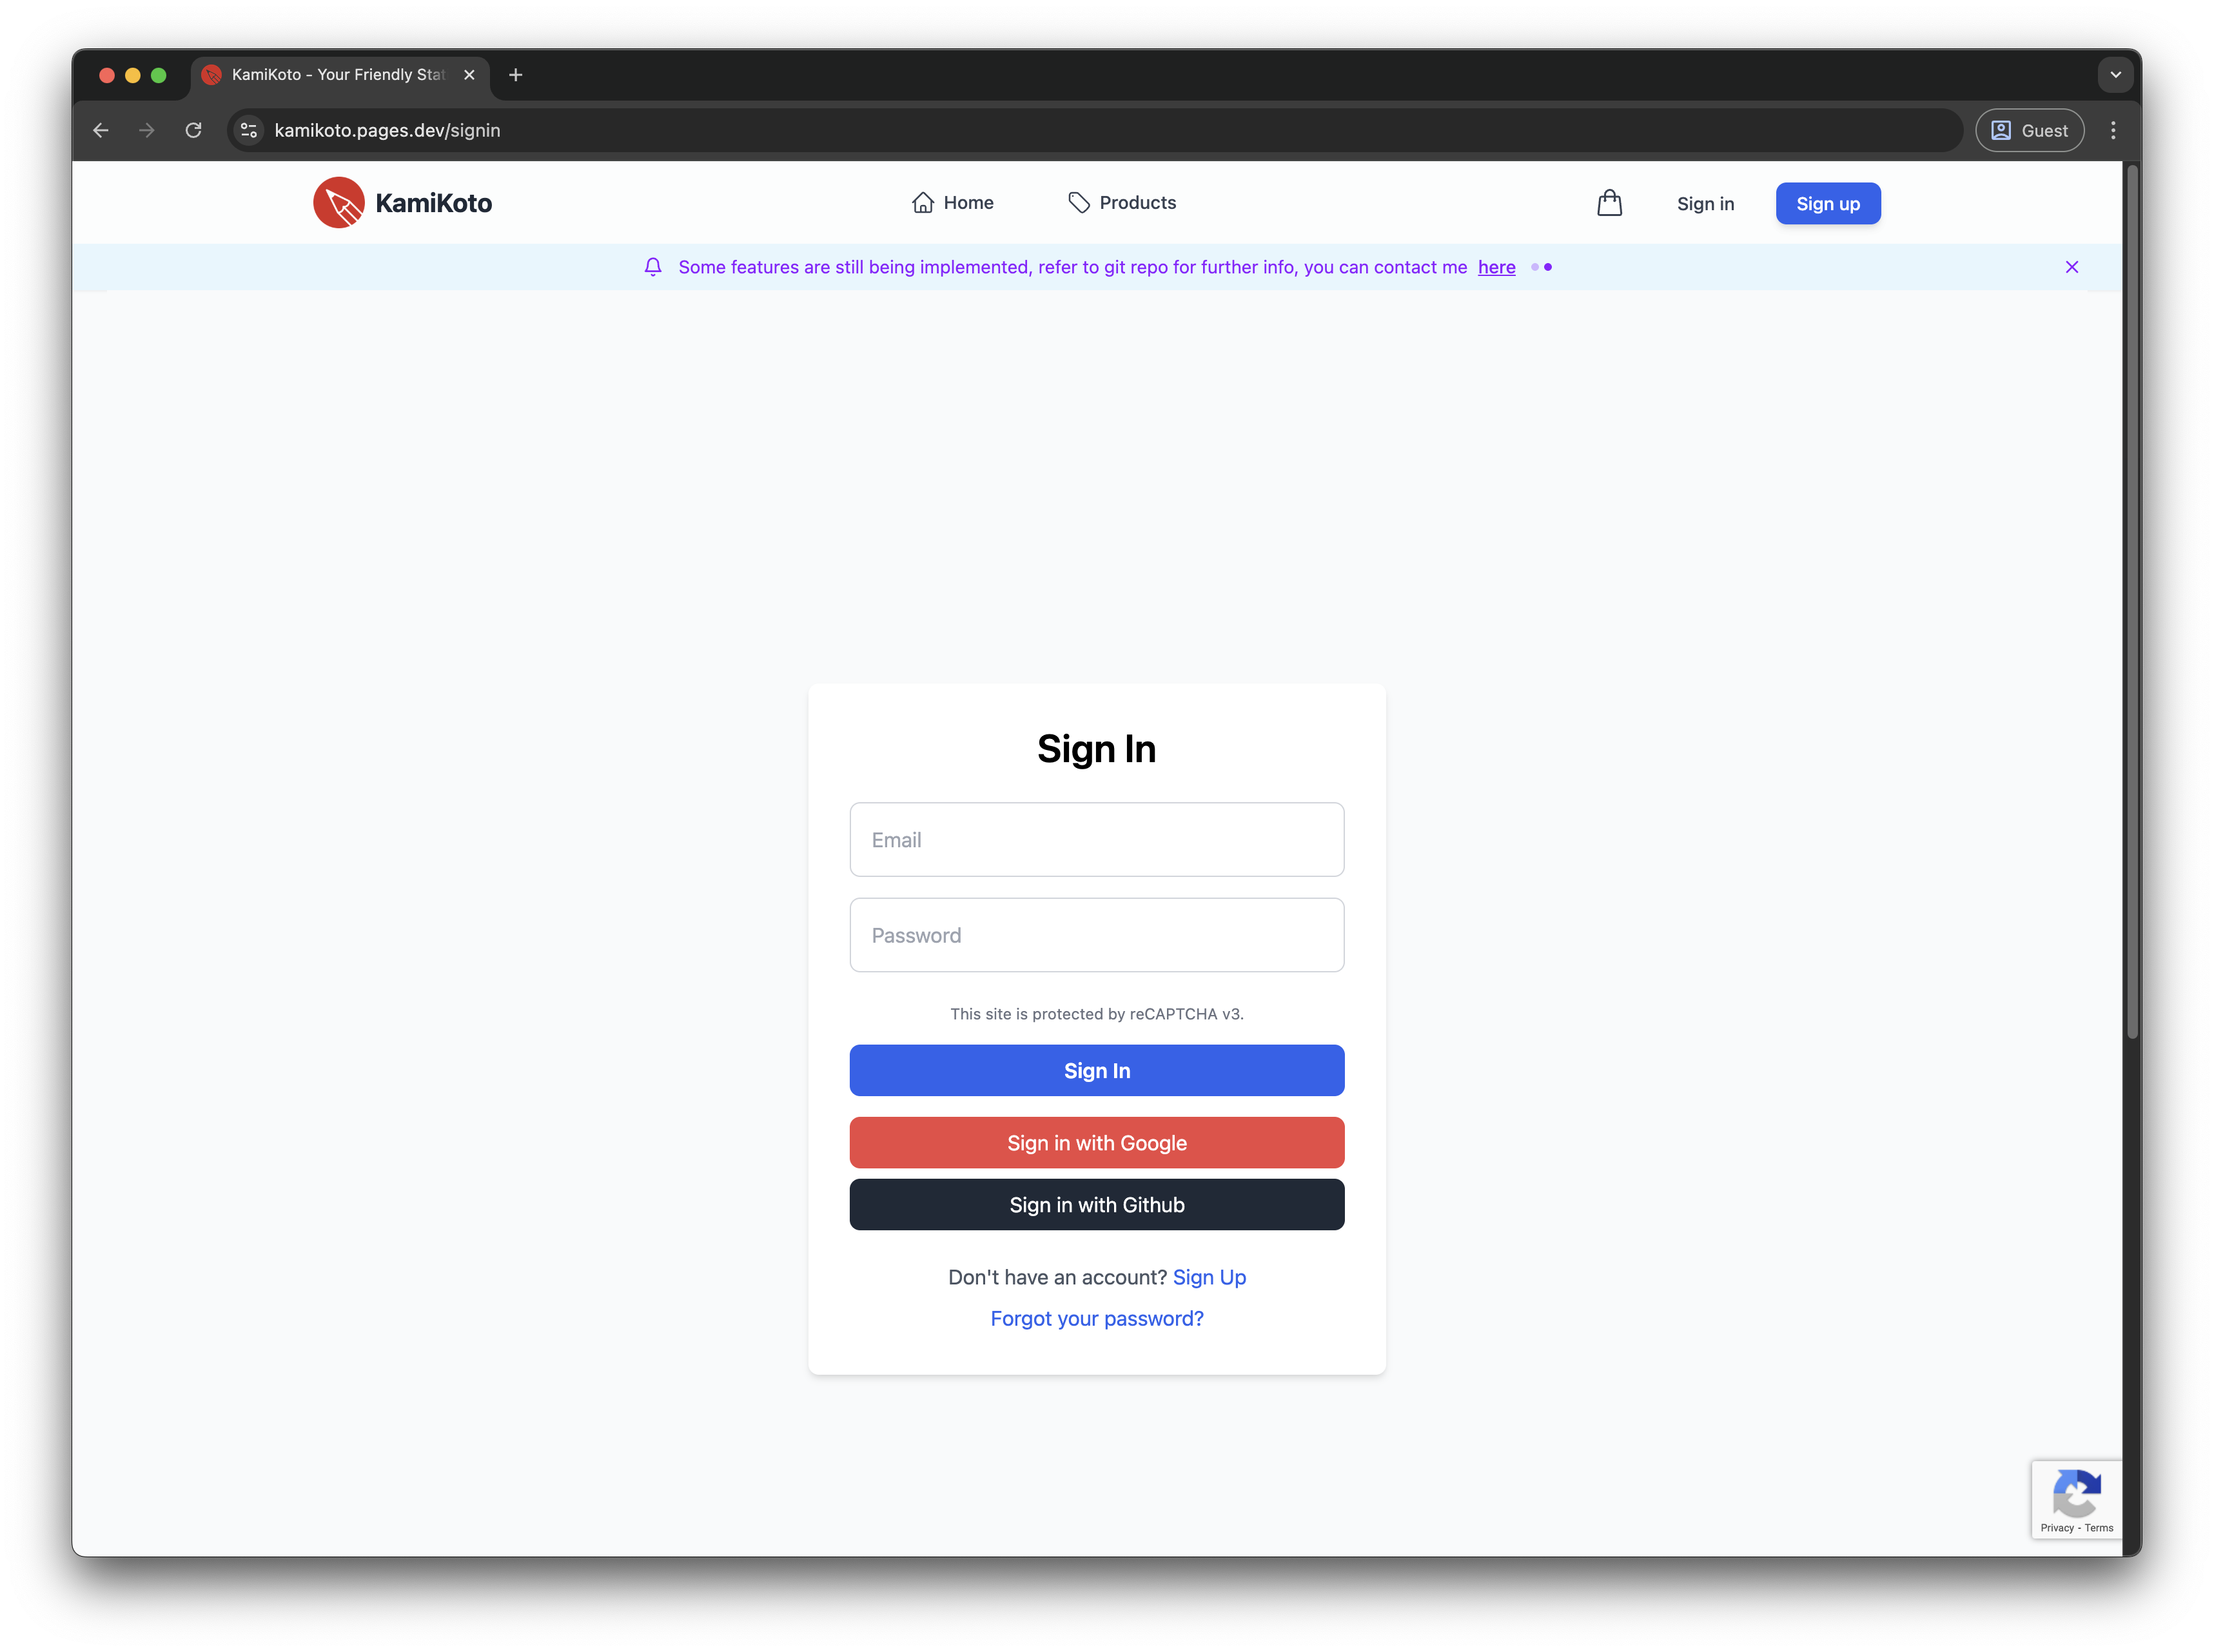 KamiKoto - Your Friendly Stat
kamikoto.pages.dev/signin
Guest
KamiKoto
Home
Products
Sign in
Sign up
Some features are still being implemented, refer to git repo for further info, you can contact me here
Sign In
Email
Password
This site is protected by reCAPTCHA v3.
Sign In
Sign in with Google
Sign in with Github
Don't have an account? Sign Up
Forgot your password?
Privacy - Terms